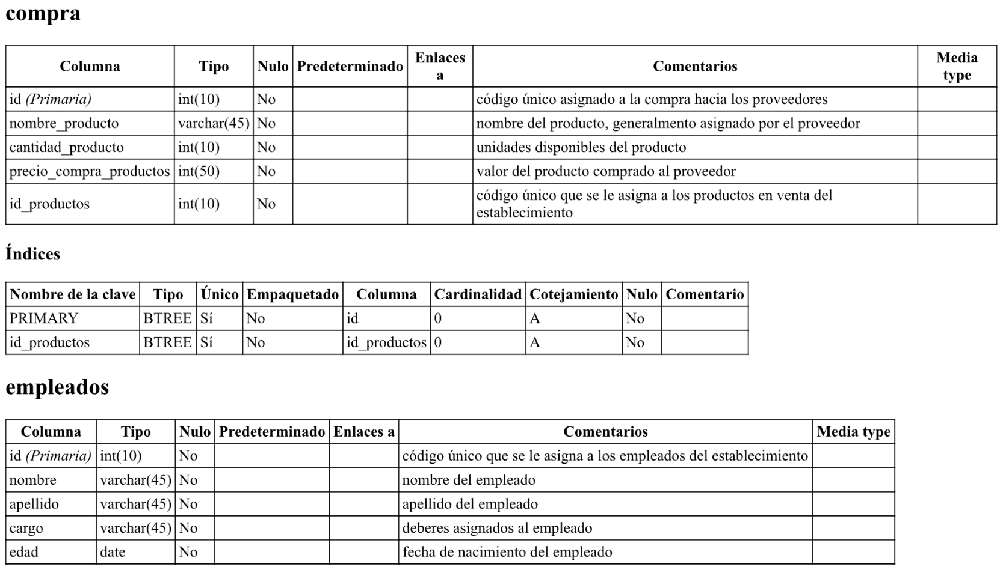 compra
Columna Tipo Nulo Predeterminado Enlaces a Comentarios Media type
id (Primaria) int(10) No código único asignado a la compra hacia los proveedores
nombre_producto varchar(45) No nombre del producto, generalmento asignado por el proveedor
cantidad_producto int(10) No unidades disponibles del producto
precio_compra_productos int(50) No valor del producto comprado al proveedor
id_productos int(10) No código único que se le asigna a los productos en venta del
establecimiento
Índices
Nombre de la clave Tipo Único Empaquetado Columna Cardinalidad Cotejamiento Nulo Comentario
PRIMARY BTREE Sí No id 0 A No
id_productos BTREE Sí No id_productos 0 A No
empleados
Columna Tipo Nulo Predeterminado Enlaces a Comentarios Media type
id (Primaria) int(10) No código único que se le asigna a los empleados del establecimiento
nombre varchar(45) No nombre del empleado
apellido varchar(45) No apellido del empleado
cargo varchar(45) No deberes asignados al empleado
edad date No fecha de nacimiento del empleado